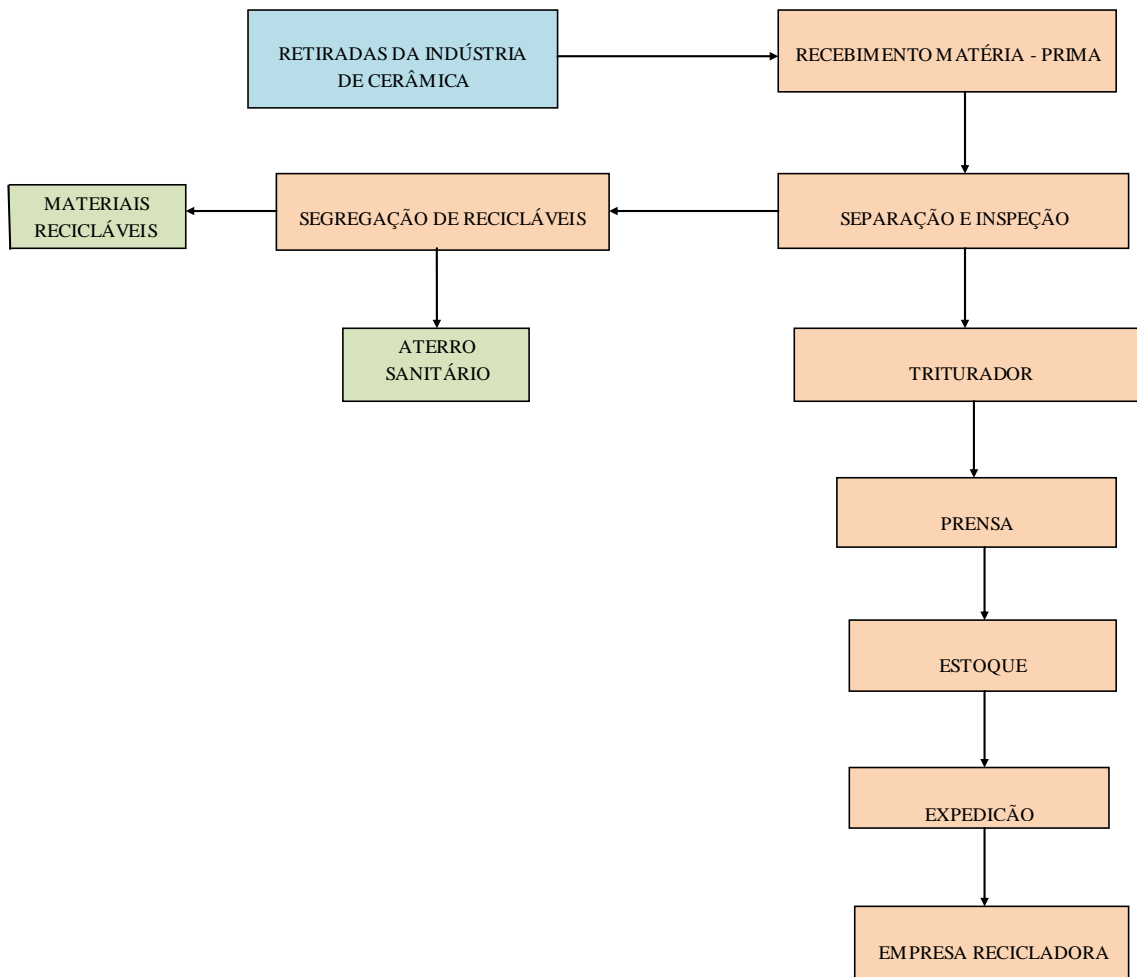 RETIRADAS DA INDÚSTRIA
DE CERÂMICA
RECEBIMENTO MATÉRIA - PRIMA
MATERIAIS
RECICLÁVEIS
SEGREGAÇÃO DE RECICLÁVEIS
SEPARAÇÃO E INSPEÇÃO
ATERRO
SANITÁRIO
TRITURADOR
PRENSA
ESTOQUE
EXPEDICÃO
EMPRESA RECICLADORA